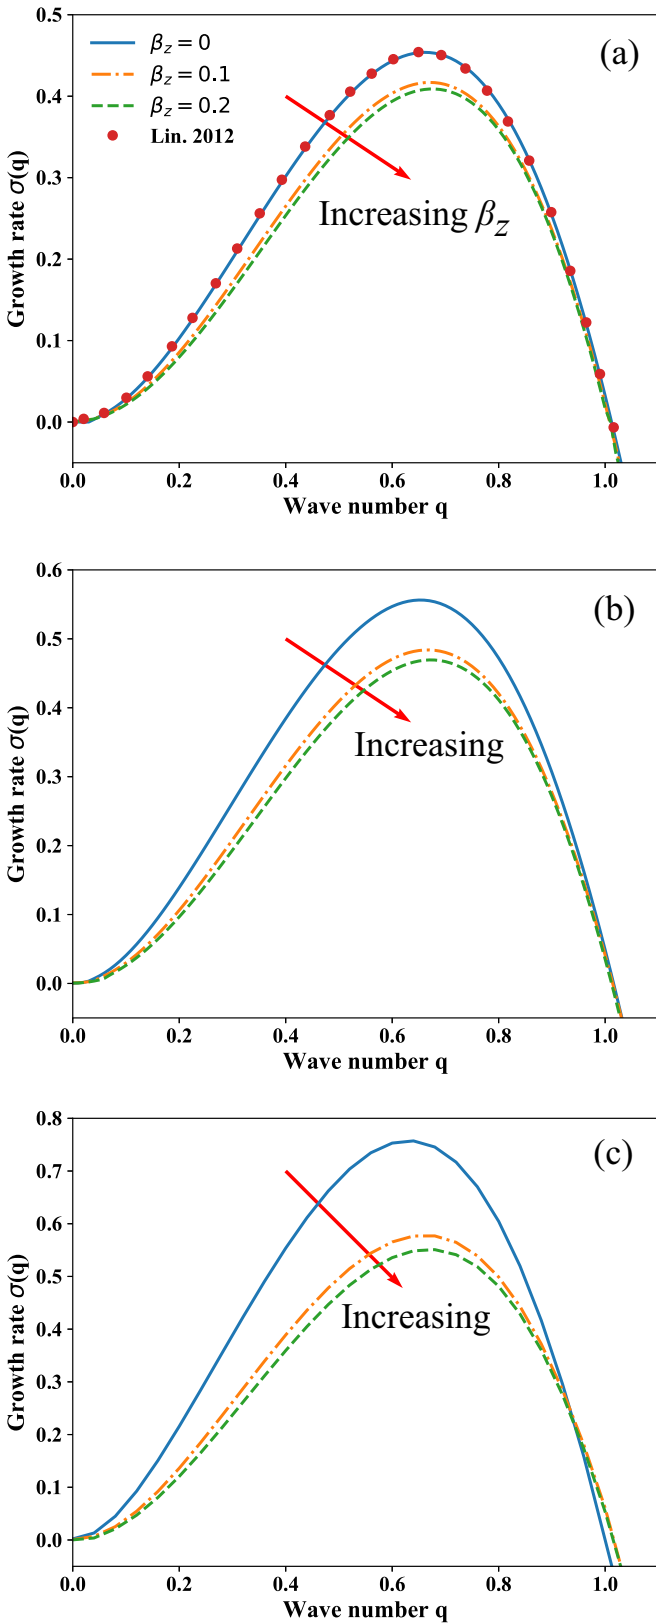 0.5
0.4
0.3
0.2
0.1
0.0
Growth rate σ(q)
β_z = 0
β_z = 0.1
β_z = 0.2
Lin. 2012
(a)
Increasing β_z
0.0 0.2 0.4 0.6 0.8 1.0
Wave number q
0.6
0.5
0.4
0.3
0.2
0.1
0.0
Growth rate σ(q)
(b)
Increasing
0.0 0.2 0.4 0.6 0.8 1.0
Wave number q
0.8
0.7
0.6
0.5
0.4
0.3
0.2
0.1
0.0
Growth rate σ(q)
(c)
Increasing
0.0 0.2 0.4 0.6 0.8 1.0
Wave number q